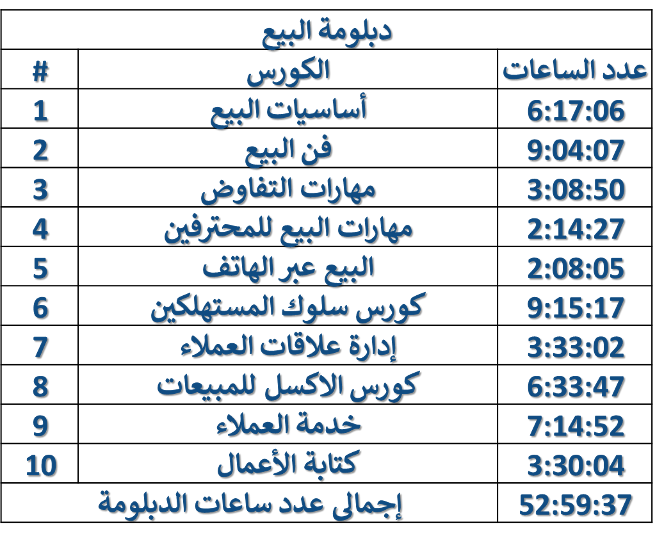 دبلومة البيع
# الكورس عدد الساعات
1 أساسيات البيع 6:17:06
2 فن البيع 9:04:07
3 مهارات التفاوض 3:08:50
4 مهارات البيع للمحترفين 2:14:27
5 البيع عبر الهاتف 2:08:05
6 كورس سلوك المستهلكين 9:15:17
7 إدارة علاقات العملاء 3:33:02
8 كورس الاكسل للمبيعات 6:33:47
9 خدمة العملاء 7:14:52
10 كتابة الأعمال 3:30:04
إجمالي عدد ساعات الدبلومة 52:59:37